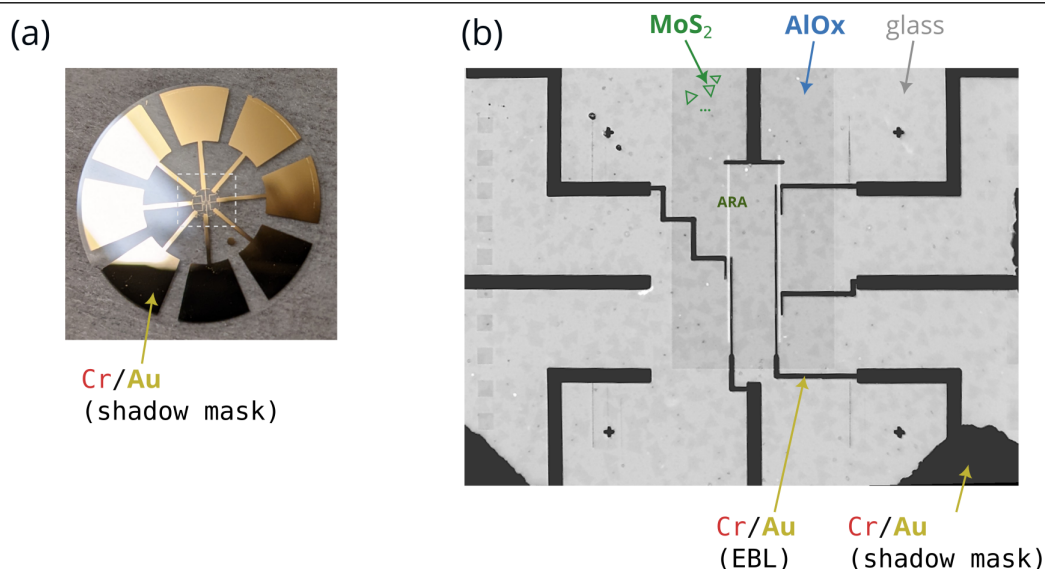 (a)
(b)
MoS₂
AlOx
glass
...
ARA
Cr/Au
(shadow mask)
Cr/Au
(EBL)
Cr/Au
(shadow mask)